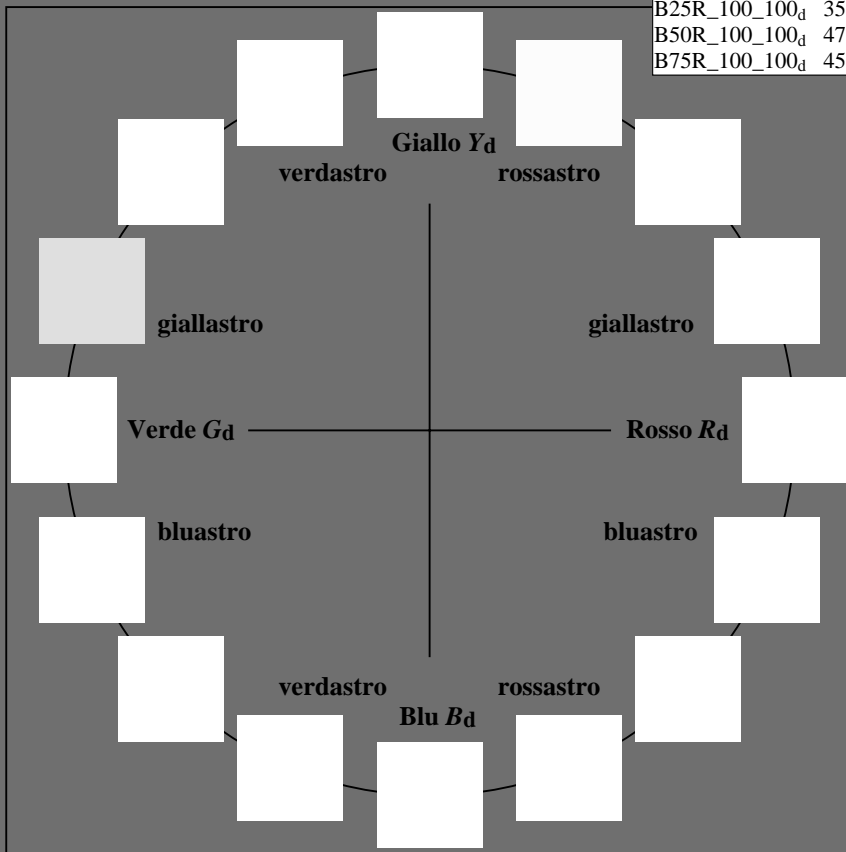 B25R_100_100d 35
B50R_100_100d 47
B75R_100_100d 45
Giallo Yd
verdastro rossastro
giallastro giallastro
Verde Gd Rosso Rd
bluastro bluastro
verdastro rossastro
Blu Bd